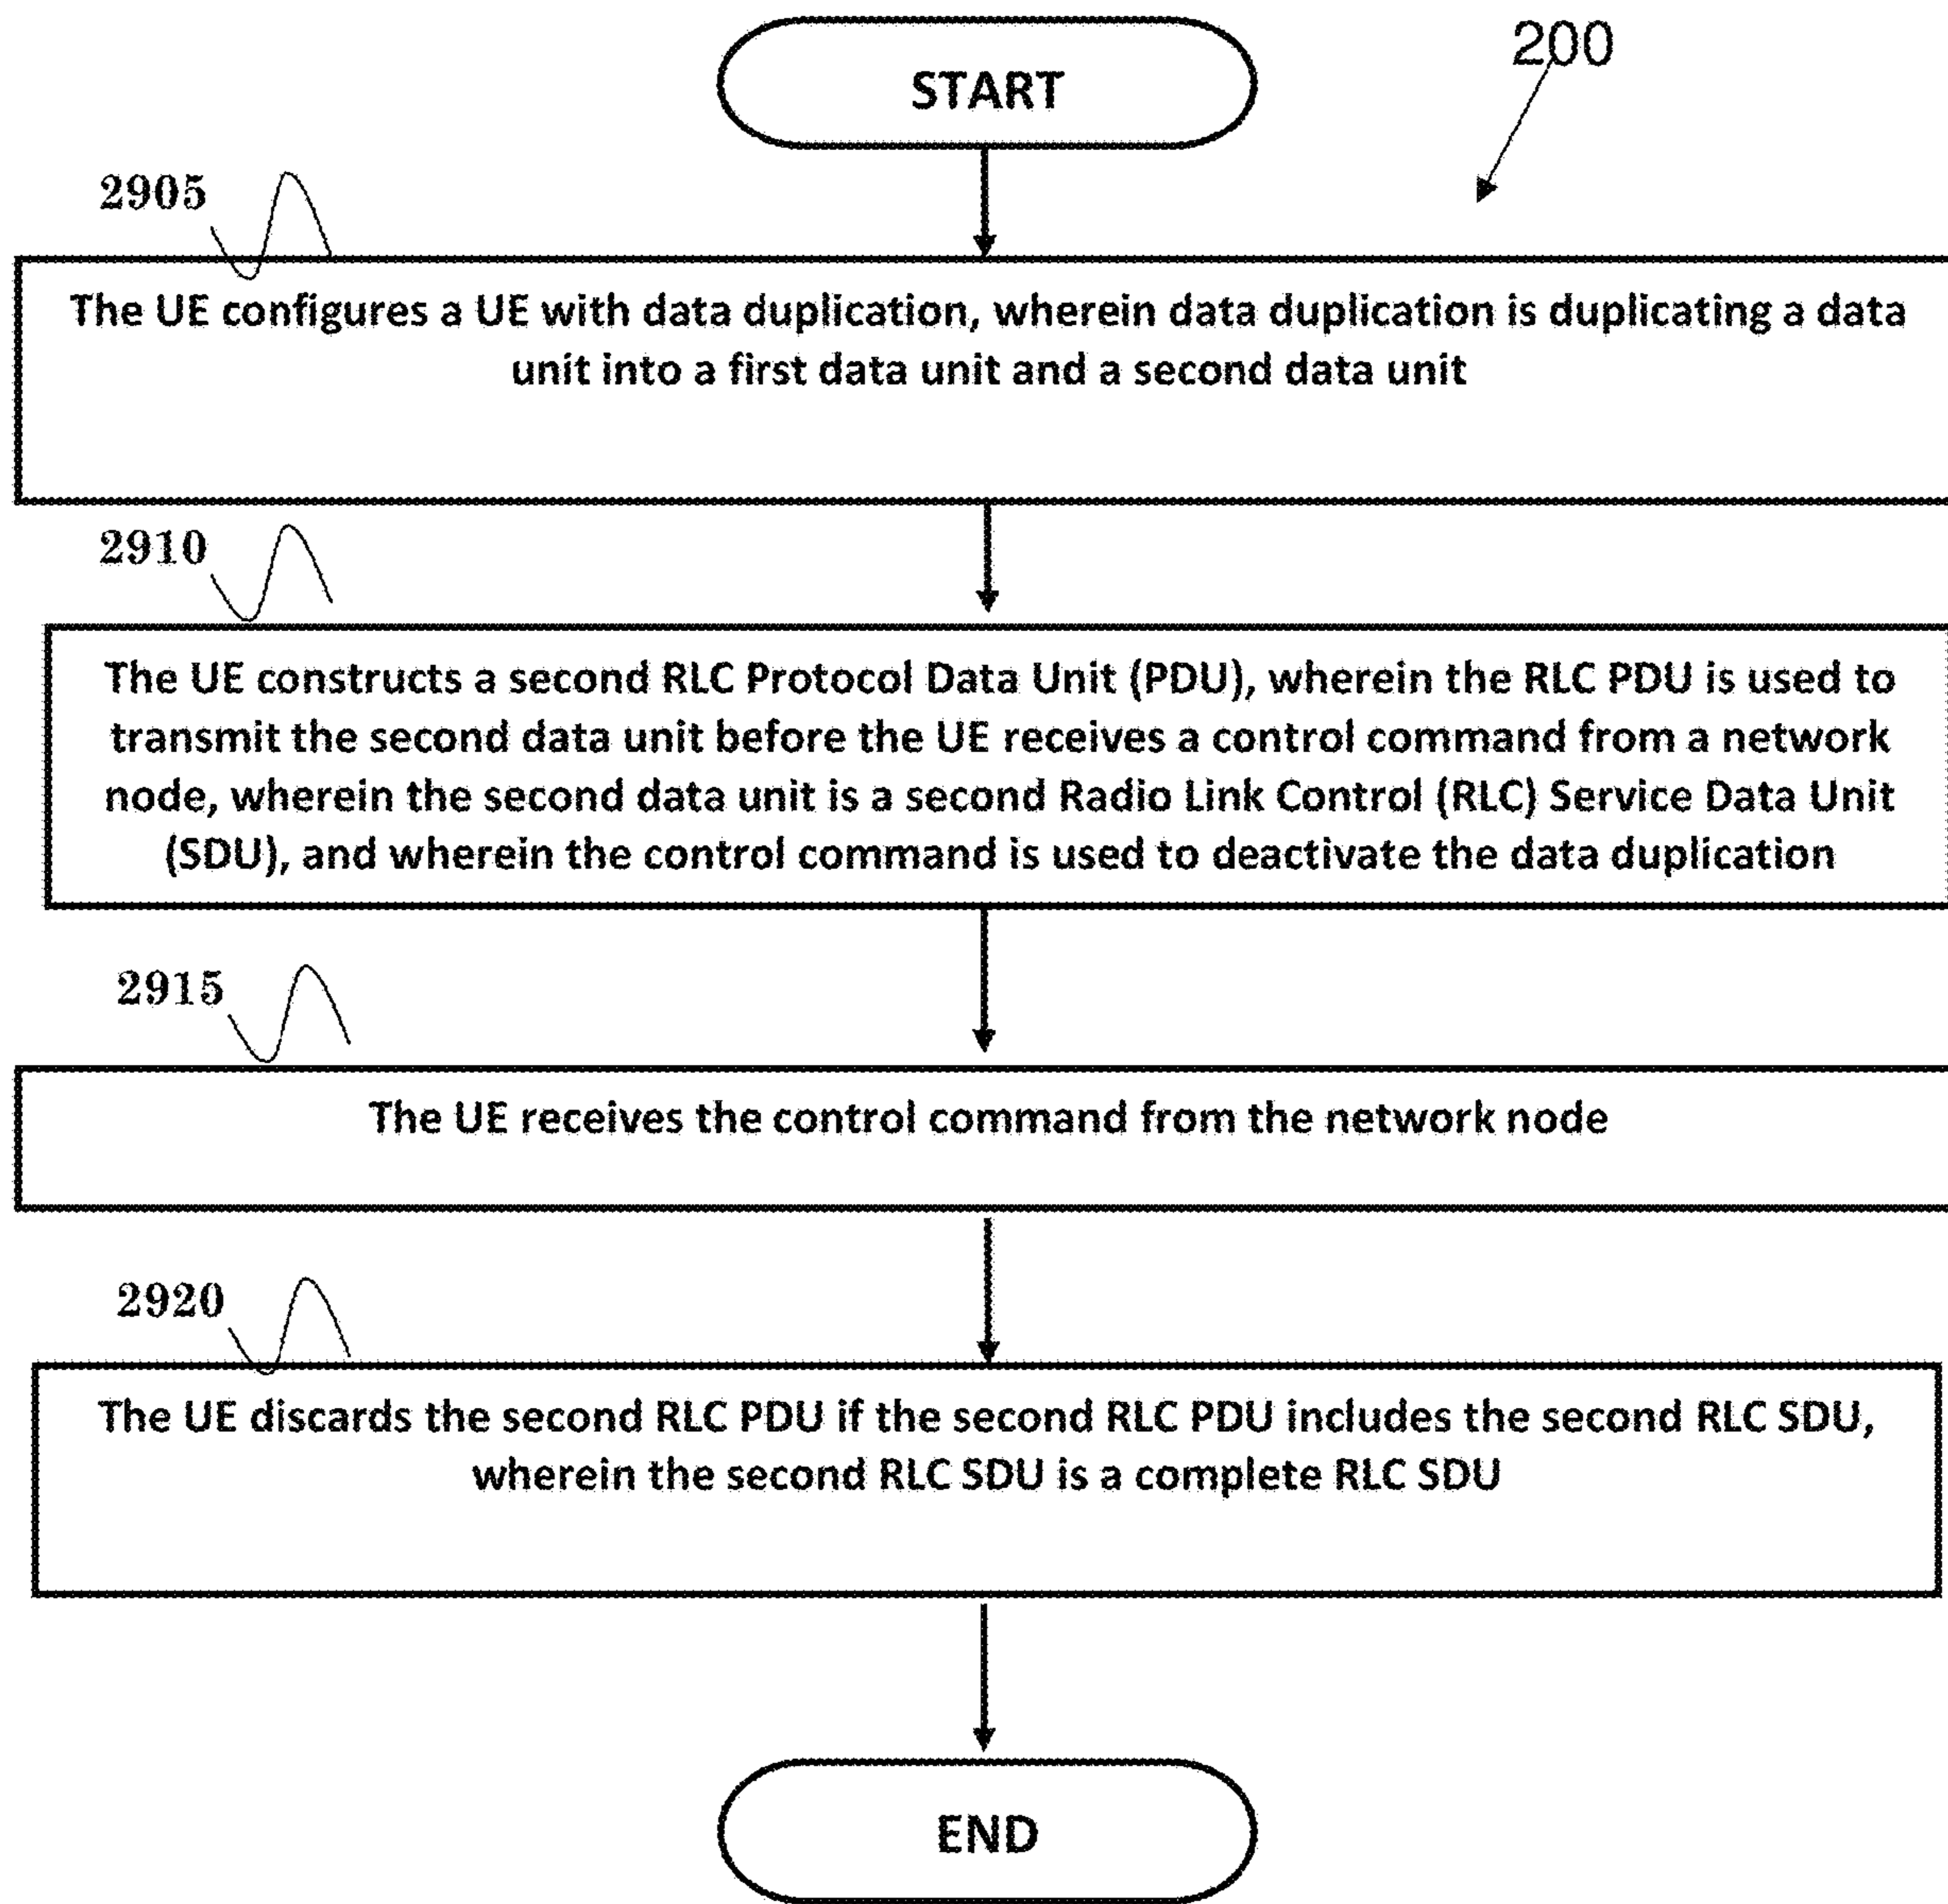 START
200
2905
The UE configures a UE with data duplication, wherein data duplication is duplicating a data
unit into a first data unit and a second data unit
2910
The UE constructs a second RLC Protocol Data Unit (PDU), wherein the RLC PDU is used to
transmit the second data unit before the UE receives a control command from a network
node, wherein the second data unit is a second Radio Link Control (RLC) Service Data Unit
(SDU), and wherein the control command is used to deactivate the data duplication
2915
The UE receives the control command from the network node
2920
The UE discards the second RLC PDU if the second RLC PDU includes the second RLC SDU,
wherein the second RLC SDU is a complete RLC SDU
END